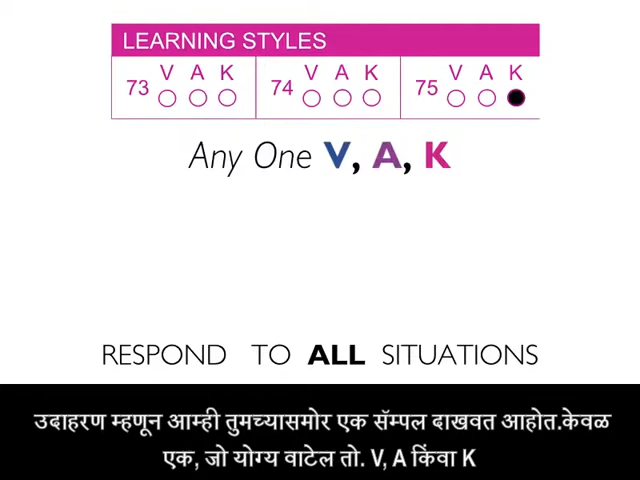 LEARNING STYLES
V A K V A K V A K
73 74 75
Any One V, A, K
RESPOND TO ALL SITUATIONS
उदाहरण म्हणून आम्ही तुमच्यासमोर एक सॅम्पल दाखवत आहोत.केवळ
एक, जो योग्य वाटेल तो. V, A किंवा K